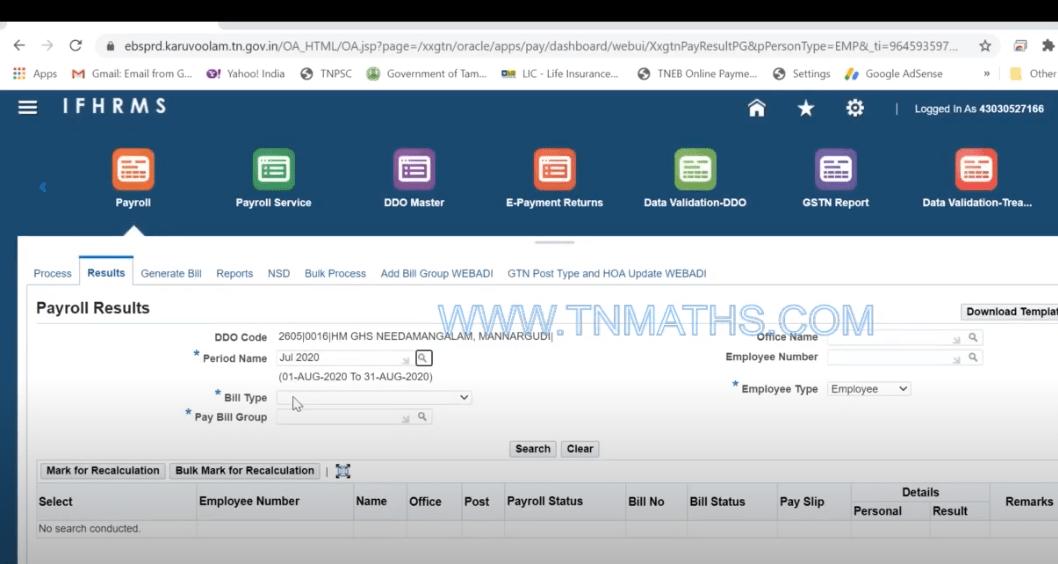 ebsprd.karuvoolam.tn.gov.in/OA_HTML/OA.jsp?page=/xxgtn/oracle/apps/pay/dashboard/webui/XxgtnPayResultPG&pPersonType=EMP&_ti=964593597...
Apps Gmail: Email from G... Yahoo! India TNPSC Government of Tam... LIC - Life Insurance... TNEB Online Payme... Settings Google AdSense » Other
IFHRMS | Logged In As 43030527166
Payroll Payroll Service DDO Master E-Payment Returns Data Validation-DDO GSTN Report Data Validation-Trea...
Process Results Generate Bill Reports NSD Bulk Process Add Bill Group WEBADI GTN Post Type and HOA Update WEBADI
Payroll Results
WWW.TNMATHS.COM
Download Templat
DDO Code 2605|0016|HM GHS NEEDAMANGALAM, MANNARGUDI| Office Name
* Period Name Jul 2020 Employee Number
(01-AUG-2020 To 31-AUG-2020)
* Bill Type * Employee Type Employee
* Pay Bill Group
Search Clear
Mark for Recalculation Bulk Mark for Recalculation |
Select Employee Number Name Office Post Payroll Status Bill No Bill Status Pay Slip Details Remarks
Personal Result
No search conducted.